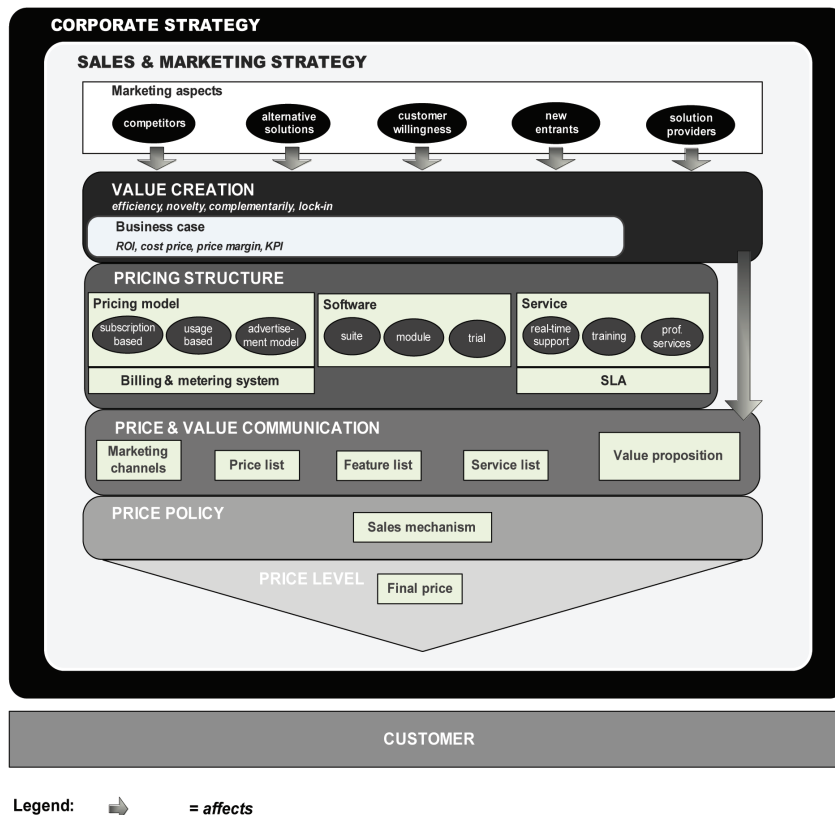 CORPORATE STRATEGY
SALES & MARKETING STRATEGY
Marketing aspects
competitors
alternative
solutions
customer
willingness
new
entrants
solution
providers
VALUE CREATION
efficiency, novelty, complementarily, lock-in
Business case
ROI, cost price, price margin, KPI
PRICING STRUCTURE
Pricing model
subscription
based
usage
based
advertise-
ment model
Billing & metering system
Software
suite
module
trial
Service
real-time
support
training
prof.
services
SLA
PRICE & VALUE COMMUNICATION
Marketing
channels
Price list
Feature list
Service list
Value proposition
PRICE POLICY
Sales mechanism
PRICE LEVEL
Final price
CUSTOMER
Legend:
= affects